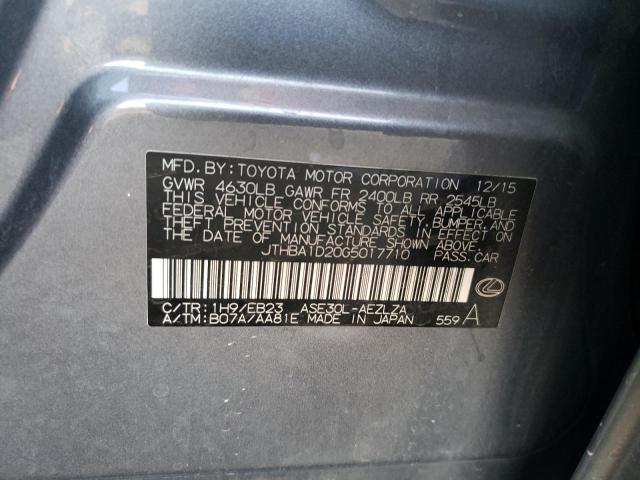 MFD. BY: TOYOTA MOTOR CORPORATION 12/15
GVWR 4630LB GAWR FR 2400LB RR 2545LB
THIS VEHICLE CONFORMS TO ALL APPLICABLE
FEDERAL MOTOR VEHICLE SAFETY, BUMPER, AND
THEFT PREVENTION STANDARDS IN EFFECT ON
THE DATE OF MANUFACTURE SHOWN ABOVE.
JTHBA1D20G5017710 PASS. CAR
C/TR: 1H9/EB23 ASE30L-AEZLZA
A/TM: B07A/AA81E MADE IN JAPAN 559 A